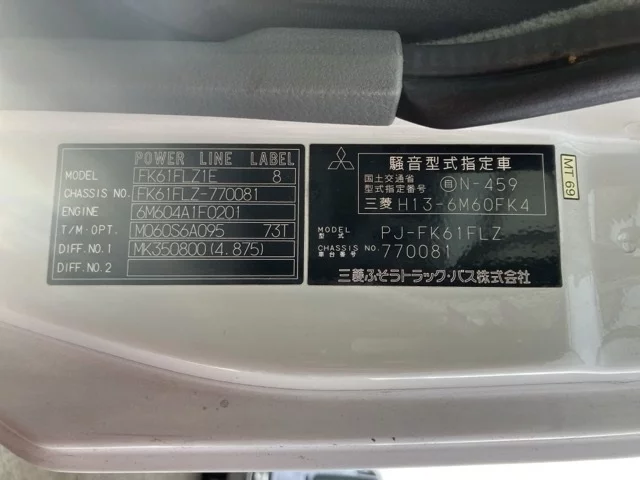 POWER LINE LABEL
MODEL FK61FLZ1E 8
CHASSIS NO. FK61FLZ-770081
ENGINE 6M604A1F0201
T/M・OPT. M060S6A095 73T
DIFF.NO.1 MK350800(4.875)
DIFF.NO.2
騒音型式指定車
国土交通省
型式指定番号 自N-459
三菱 H13-6M60FK4
MODEL
型式 PJ-FK61FLZ
CHASSIS NO.
車台番号 770081
三菱ふそうトラック・バス株式会社
MT 69